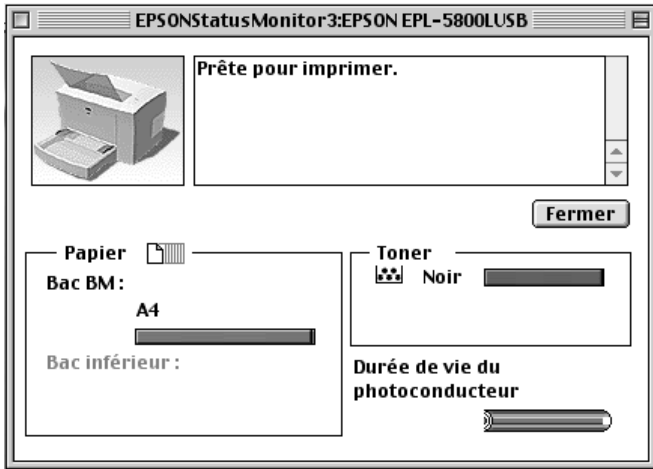 EPSONStatusMonitor3:EPSON EPL-5800LUSB
Prête pour imprimer.
Fermer
Papier
Bac BM :
A4
Bac inférieur :
Toner
Noir
Durée de vie du
photoconducteur